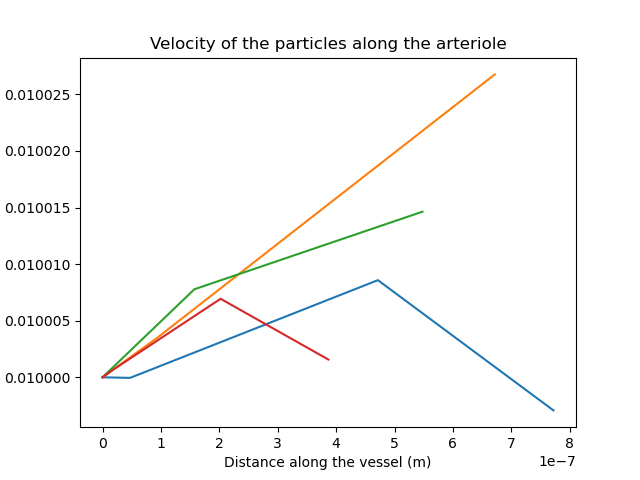 Velocity of the particles along the arteriole
0.010025
0.010020
0.010015
0.010010
0.010005
0.010000
0 1 2 3 4 5 6 7 8
Distance along the vessel (m)
1e−7